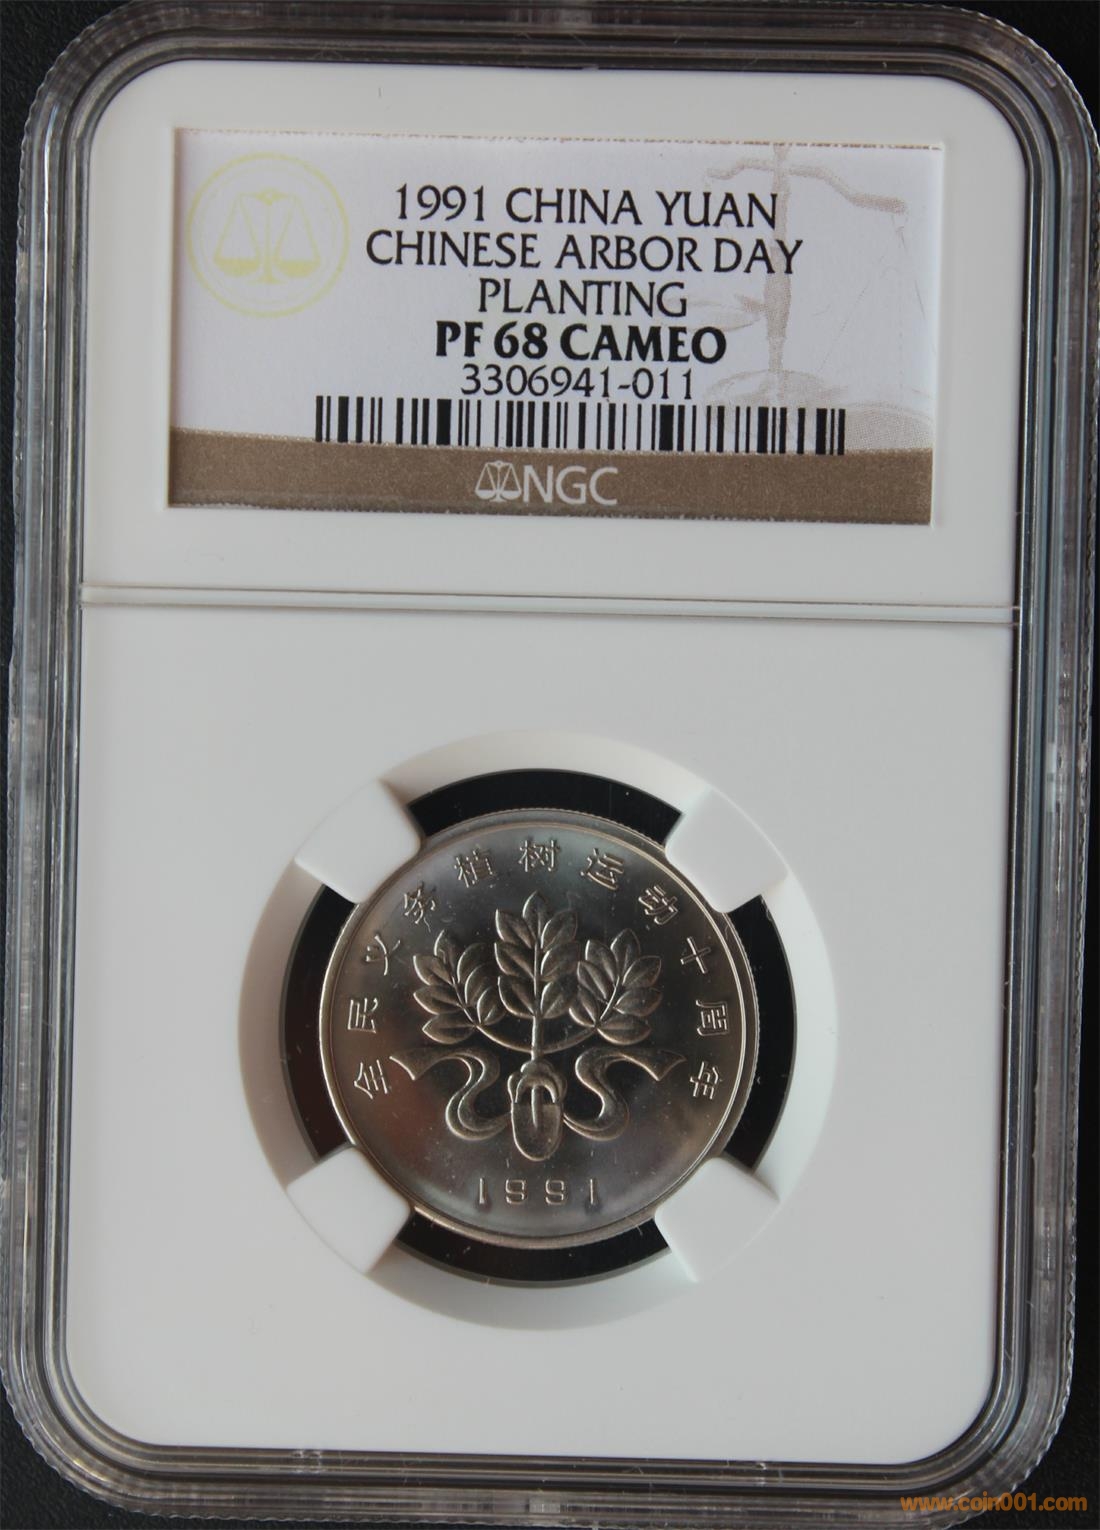 1991 CHINA YUAN
CHINESE ARBOR DAY
PLANTING
PF 68 CAMEO
3306941-011
NGC
全民义务植树运动十周年
1991
www.coin001.com